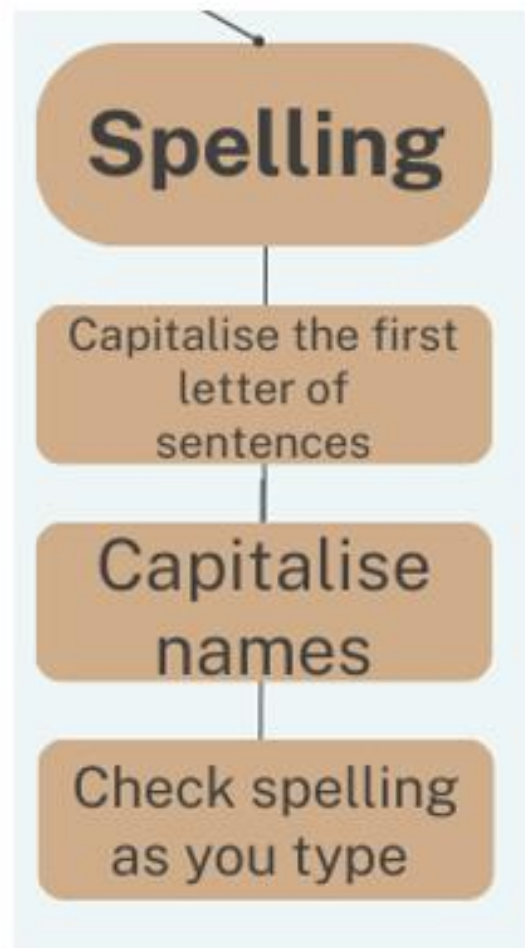 Spelling
Capitalise the first
letter of
sentences
Capitalise
names
Check spelling
as you type